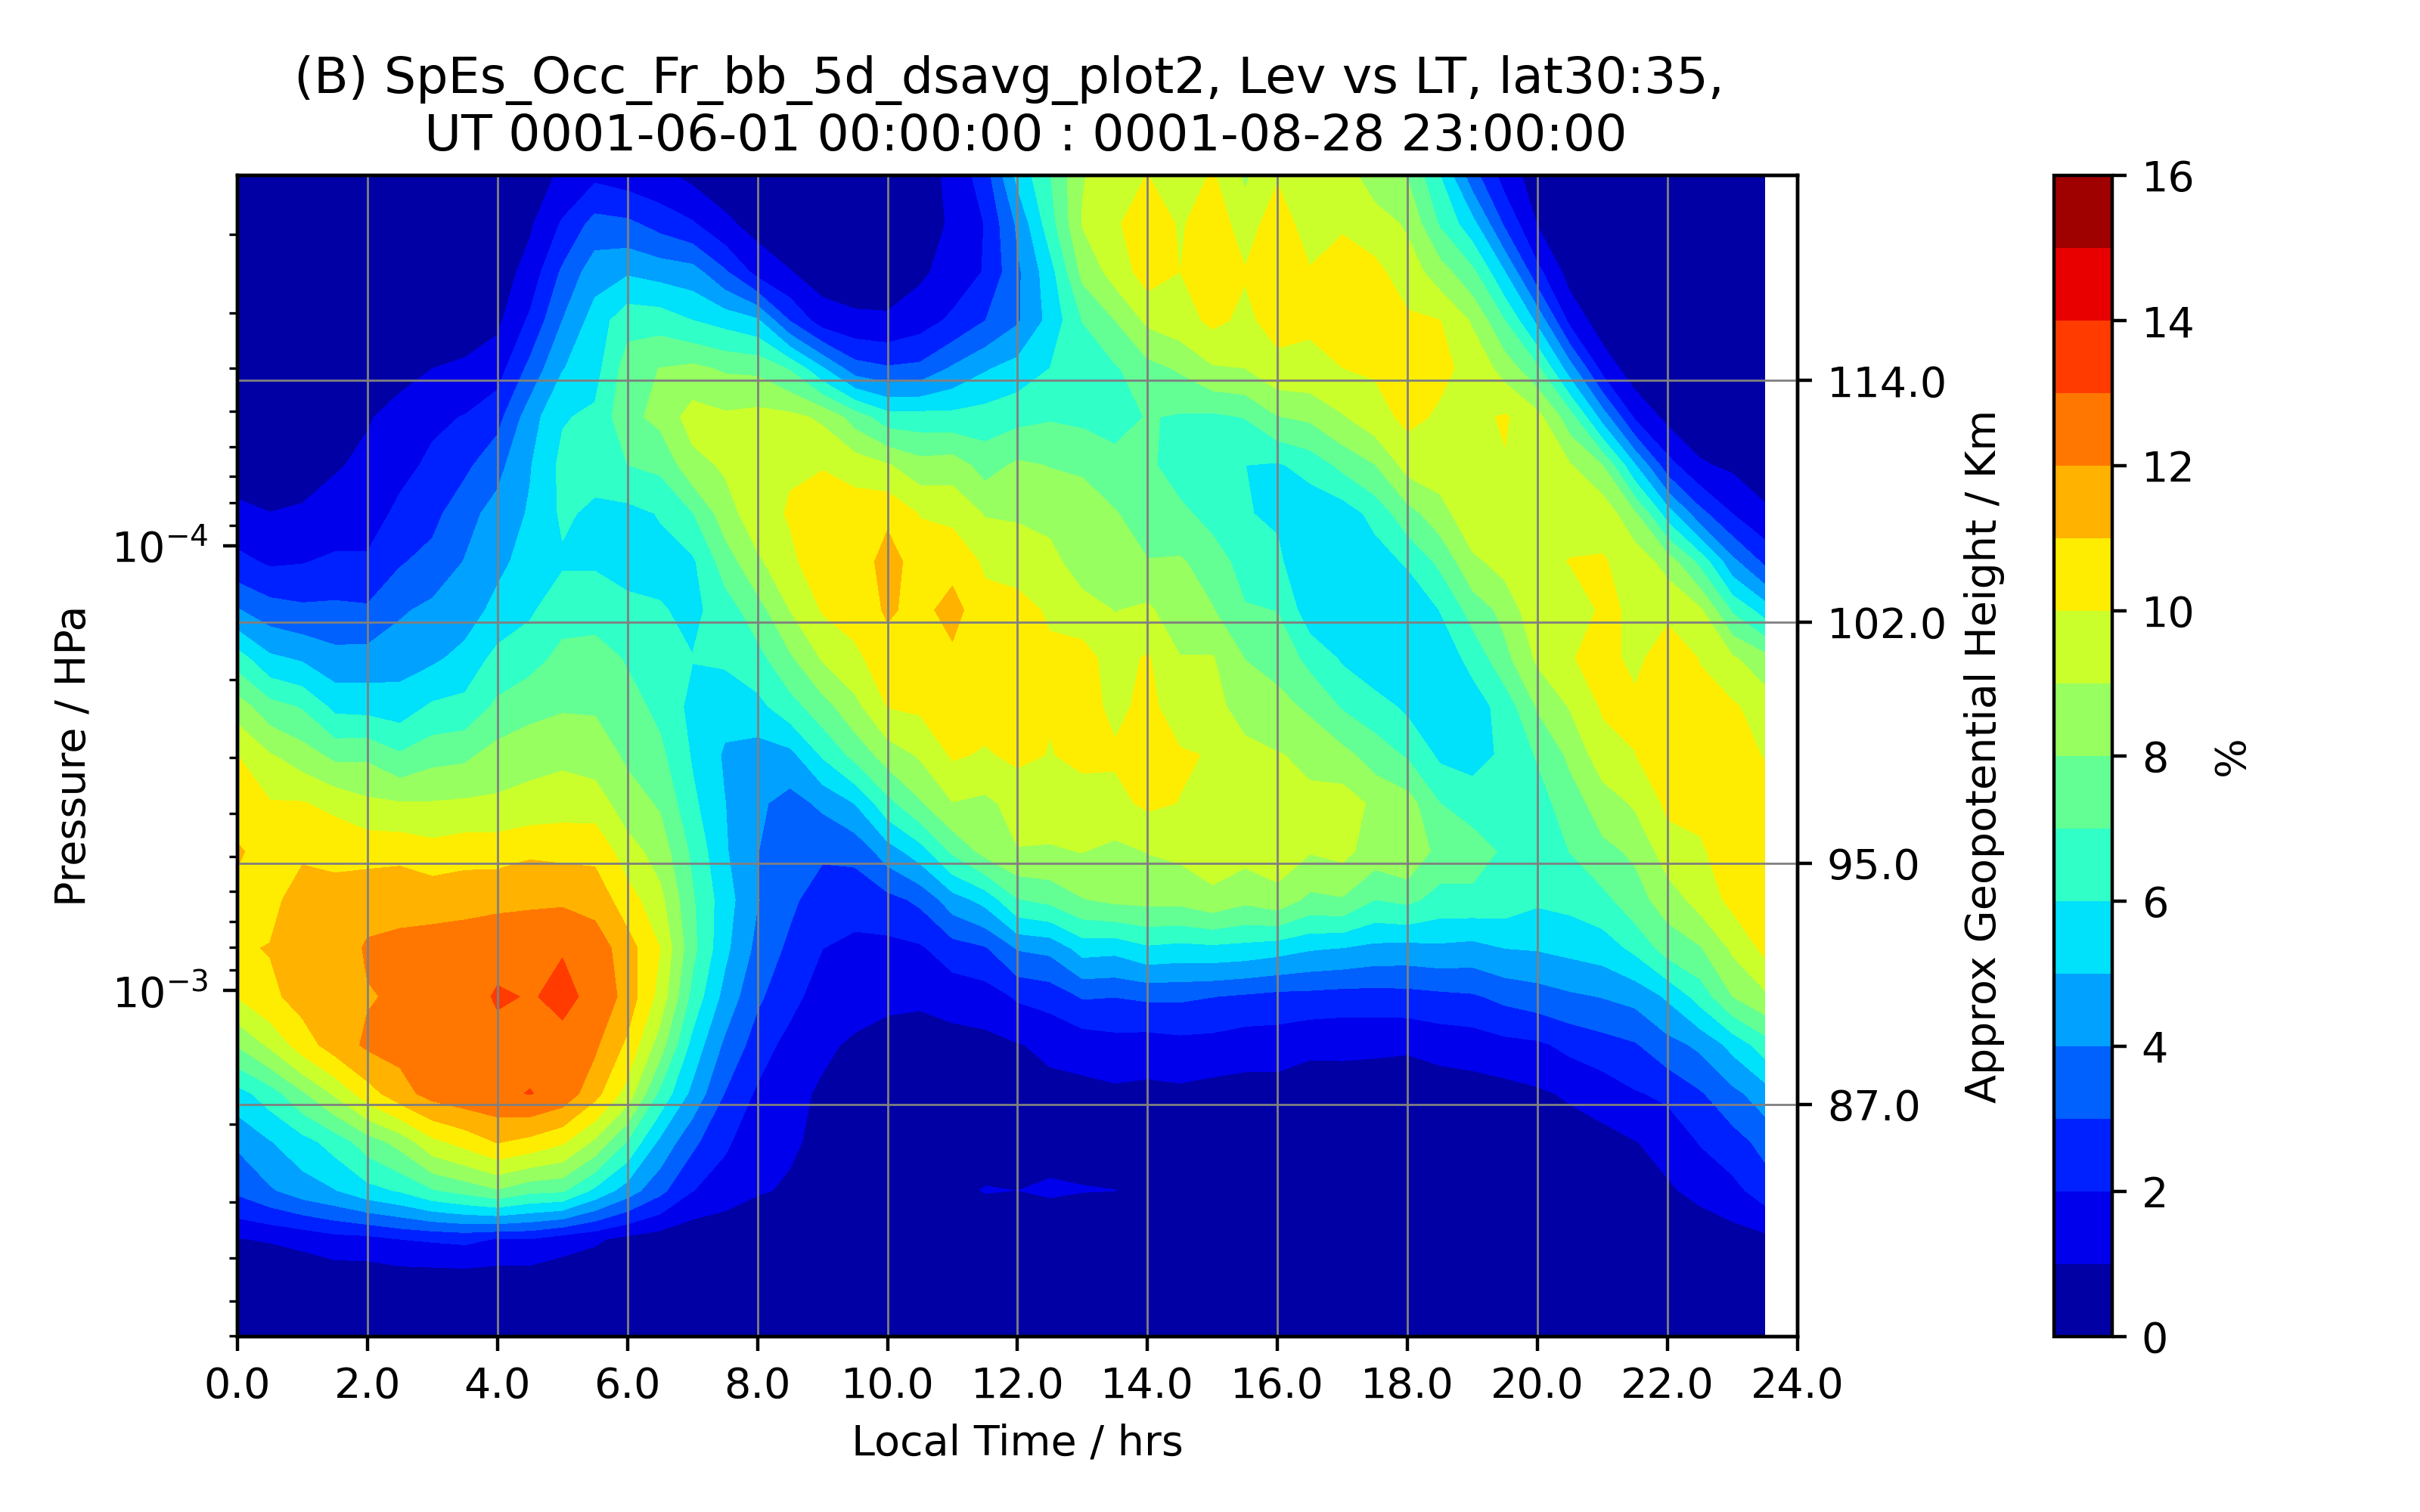 (B) SpEs_Occ_Fr_bb_5d_dsavg_plot2, Lev vs LT, lat30:35,
UT 0001-06-01 00:00:00 : 0001-08-28 23:00:00
Pressure / HPa
10⁻⁴
10⁻³
0.0 2.0 4.0 6.0 8.0 10.0 12.0 14.0 16.0 18.0 20.0 22.0 24.0
Local Time / hrs
114.0
102.0
95.0
87.0
Approx Geopotential Height / Km
16
14
12
10
8
6
4
2
0
%